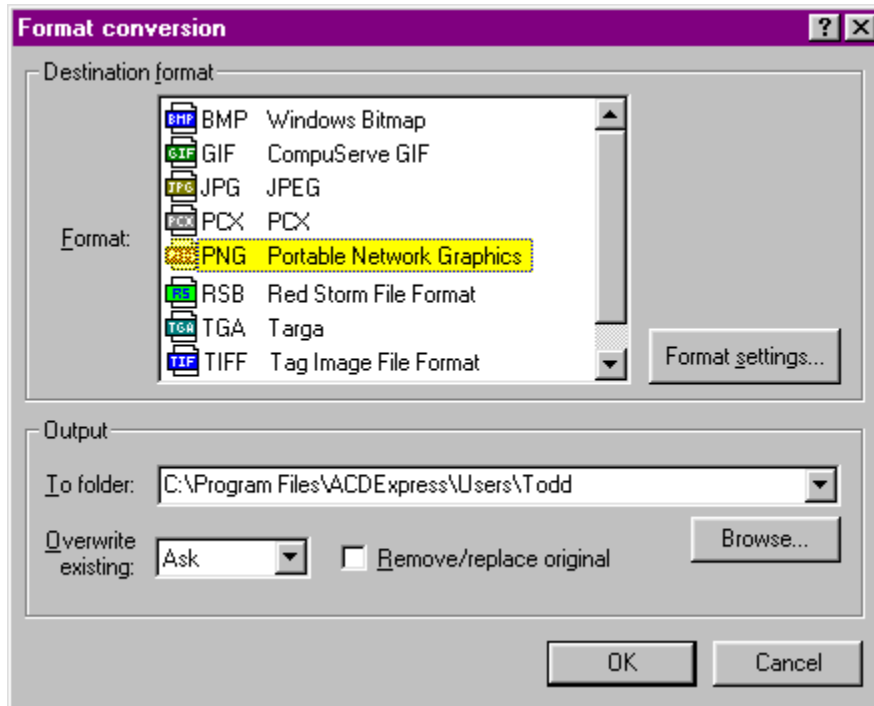 Format conversion
Destination format
Format:
BMP BMP Windows Bitmap
GIF GIF CompuServe GIF
JPG JPG JPEG
PCX PCX PCX
PNG Portable Network Graphics
RS RSB Red Storm File Format
TGA TGA Targa
TIF TIFF Tag Image File Format
Format settings...
Output
To folder: C:\Program Files\ACDExpress\Users\Todd
Browse...
Overwrite
existing: Ask Remove/replace original
OK Cancel